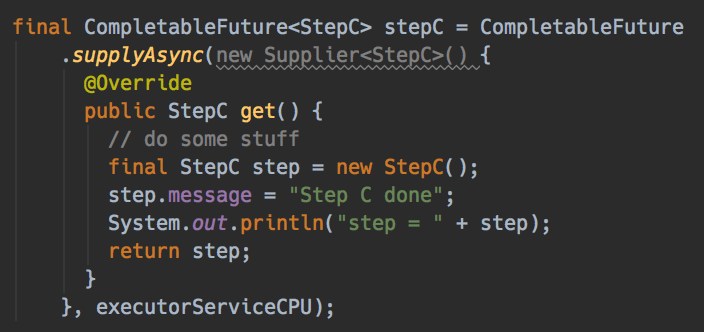 final CompletableFuture<StepC> stepC = CompletableFuture
    .supplyAsync(new Supplier<StepC>() {
      @Override
      public StepC get() {
        // do some stuff
        final StepC step = new StepC();
        step.message = "Step C done";
        System.out.println("step = " + step);
        return step;
      }
    }, executorServiceCPU);